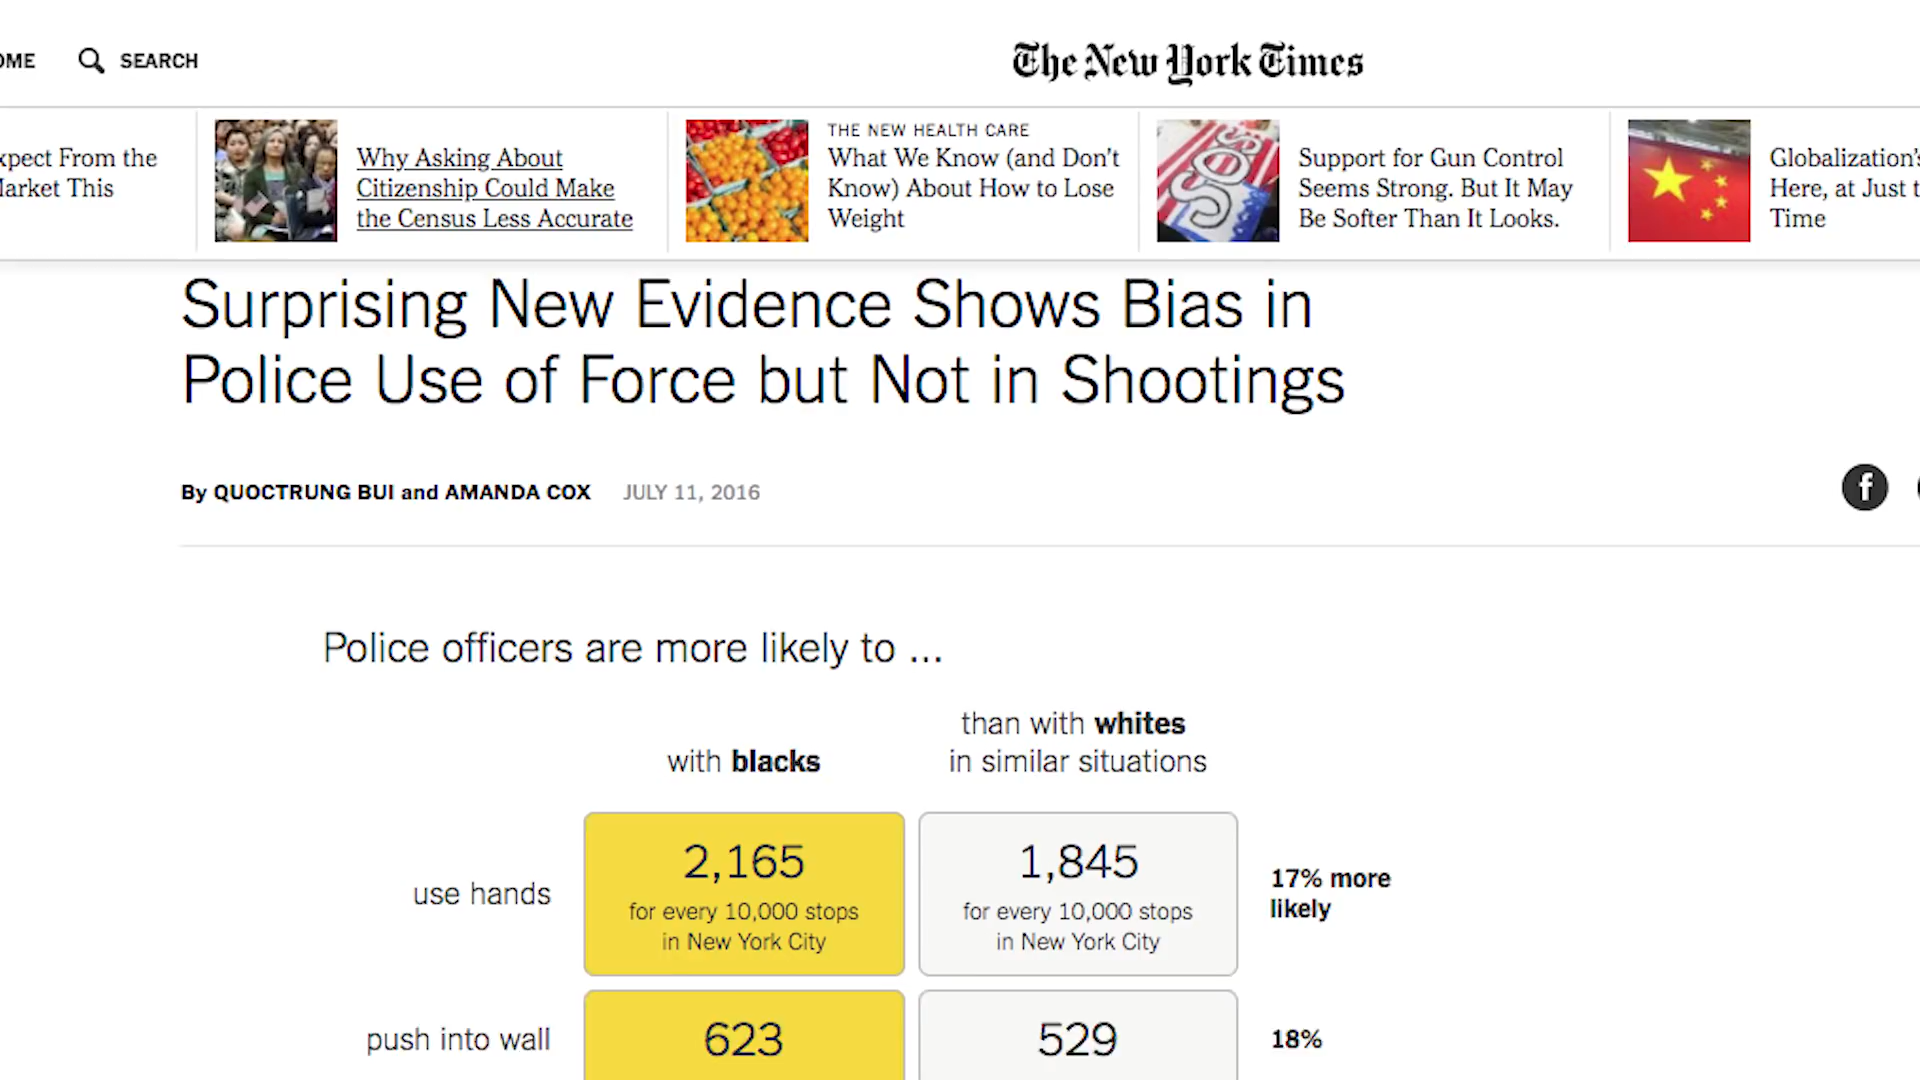 OME
SEARCH
The New York Times
xpect From the
Market This
Why Asking About
Citizenship Could Make
the Census Less Accurate
THE NEW HEALTH CARE
What We Know (and Don't
Know) About How to Lose
Weight
SOS
Support for Gun Control
Seems Strong. But It May
Be Softer Than It Looks.
Globalization's
Here, at Just t
Time
Surprising New Evidence Shows Bias in
Police Use of Force but Not in Shootings
By QUOCTRUNG BUI and AMANDA COX JULY 11, 2016
f
Police officers are more likely to ...
with blacks
than with whites
in similar situations
use hands
2,165
for every 10,000 stops
in New York City
1,845
for every 10,000 stops
in New York City
17% more
likely
push into wall
623
529
18%